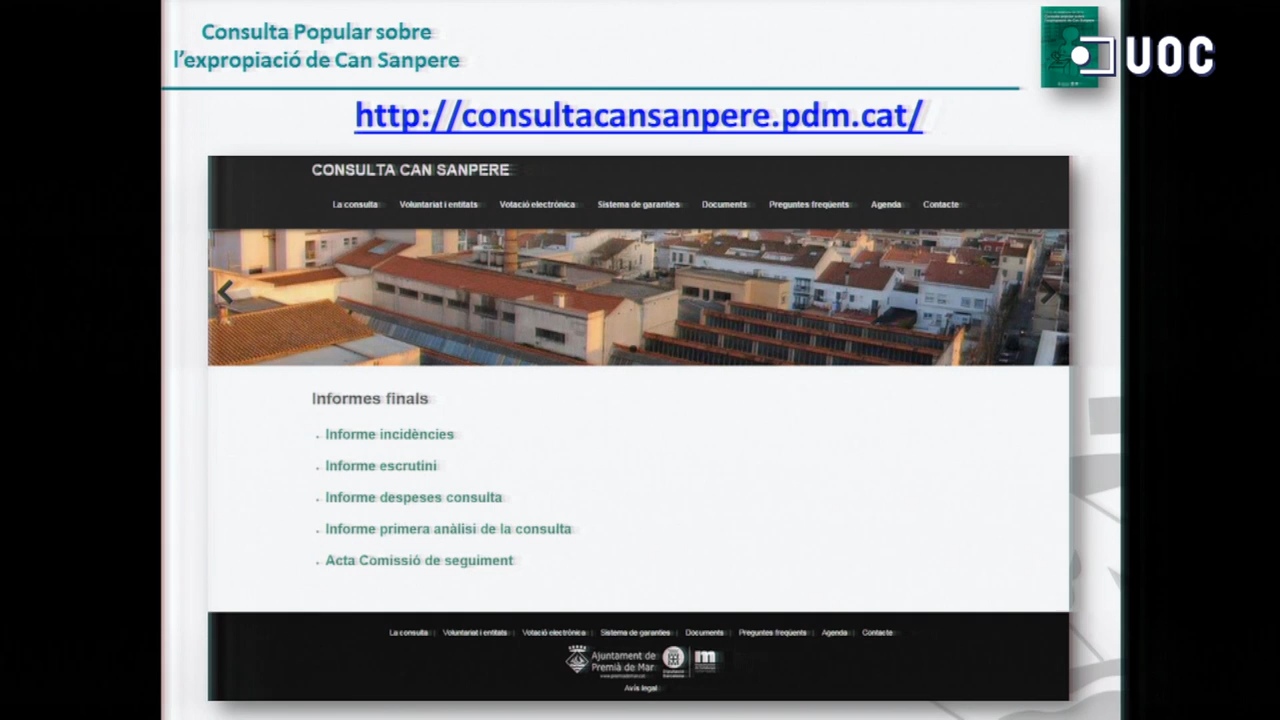 Consulta Popular sobre
l'expropiació de Can Sanpere
UOC
http://consultacansanpere.pdm.cat/
CONSULTA CAN SANPERE
La consulta Voluntariat i entitats Votació electrónica Sistema de garanties Documents Preguntes freqüents Agenda Contacte
Informes finals
Informe incidències
Informe escrutini
Informe despeses consulta
Informe primera anàlisi de la consulta
Acta Comissió de seguiment
La consulta | Voluntariat i entitats | Votació electrónica | Sistema de garanties | Documents | Preguntes freqüents | Agenda | Contacte
Ajuntament de
Premià de Mar
Avís legal